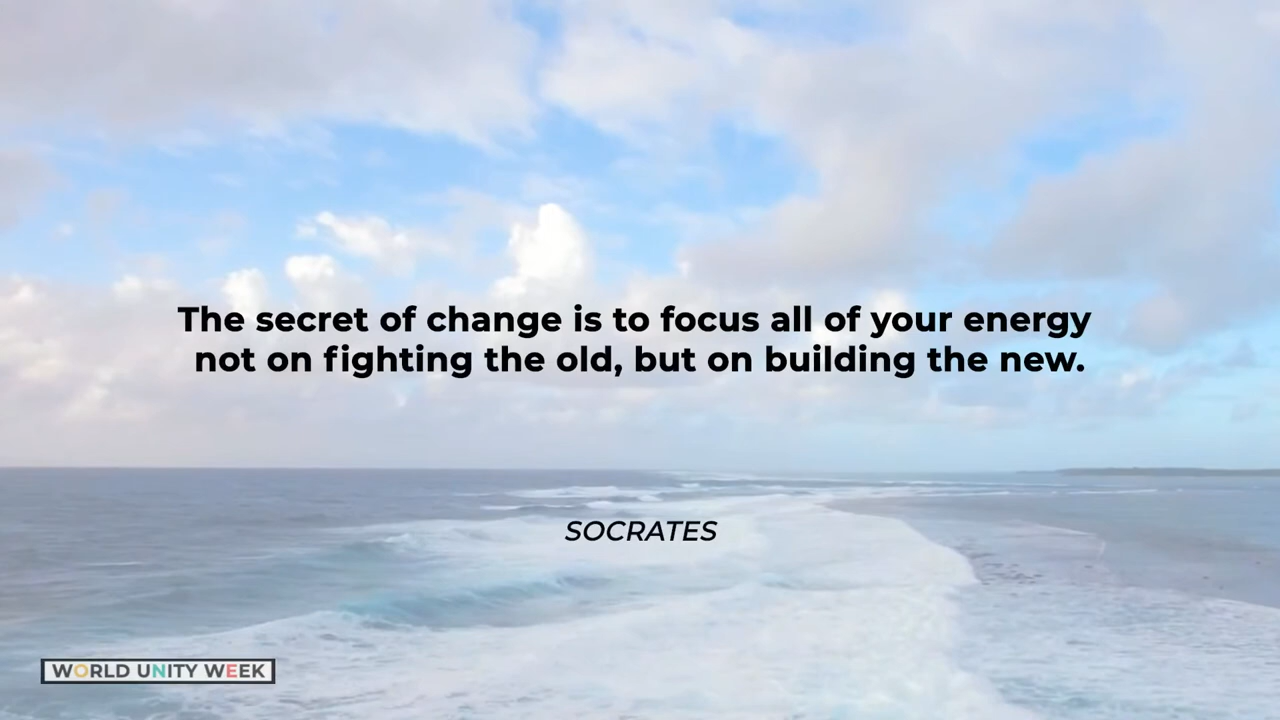 The secret of change is to focus all of your energy
not on fighting the old, but on building the new.
SOCRATES
WORLD UNITY WEEK